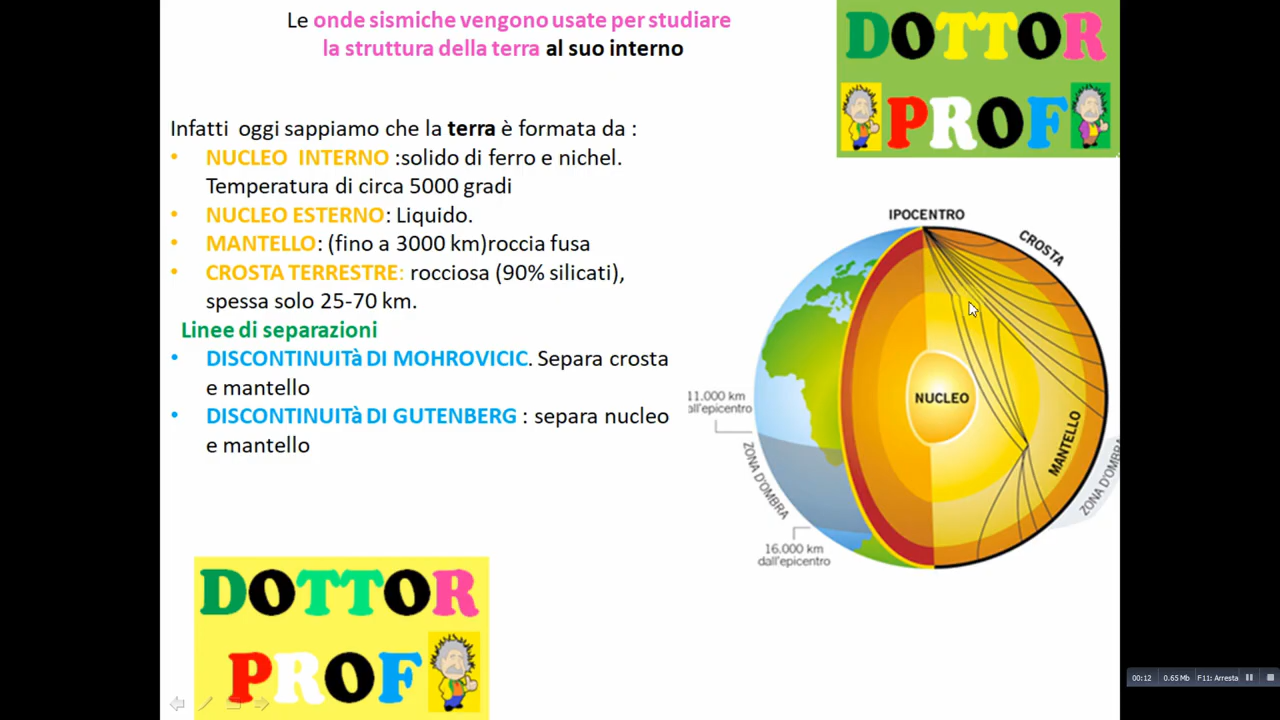 Le onde sismiche vengono usate per studiare
la struttura della terra al suo interno
DOTTOR
PROF
Infatti oggi sappiamo che la terra è formata da :
• NUCLEO INTERNO :solido di ferro e nichel.
Temperatura di circa 5000 gradi
• NUCLEO ESTERNO: Liquido.
• MANTELLO: (fino a 3000 km)roccia fusa
• CROSTA TERRESTRE: rocciosa (90% silicati),
spessa solo 25-70 km.
Linee di separazioni
• DISCONTINUITà DI MOHROVICIC. Separa crosta
e mantello
• DISCONTINUITà DI GUTENBERG : separa nucleo
e mantello
IPOCENTRO
CROSTA
NUCLEO
MANTELLO
11.000 km
all'epicentro
ZONA D'OMBRA
ZONA D'OMB
16.000 km
dall'epicentro
DOTTOR
PROF
00:12 0.65 Mb F11: Arresta